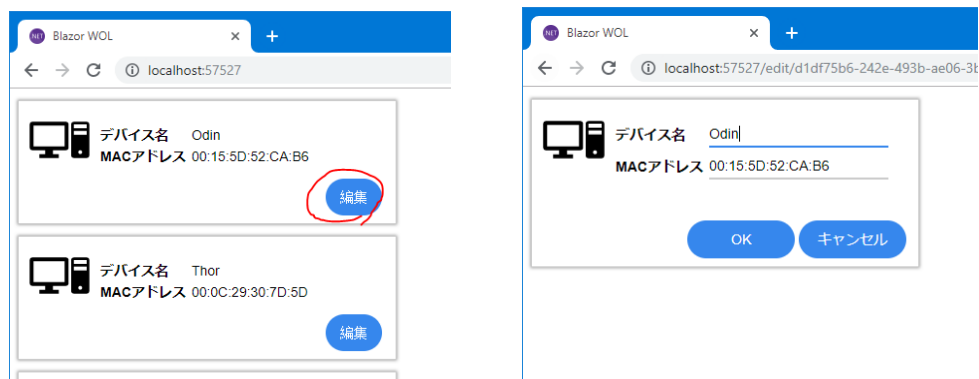 NET Blazor WOL × +
localhost:57527
デバイス名 Odin
MACアドレス 00:15:5D:52:CA:B6
編集
デバイス名 Thor
MACアドレス 00:0C:29:30:7D:5D
編集
NET Blazor WOL × +
localhost:57527/edit/d1df75b6-242e-493b-ae06-3b
デバイス名 Odin
MACアドレス 00:15:5D:52:CA:B6
OK キャンセル